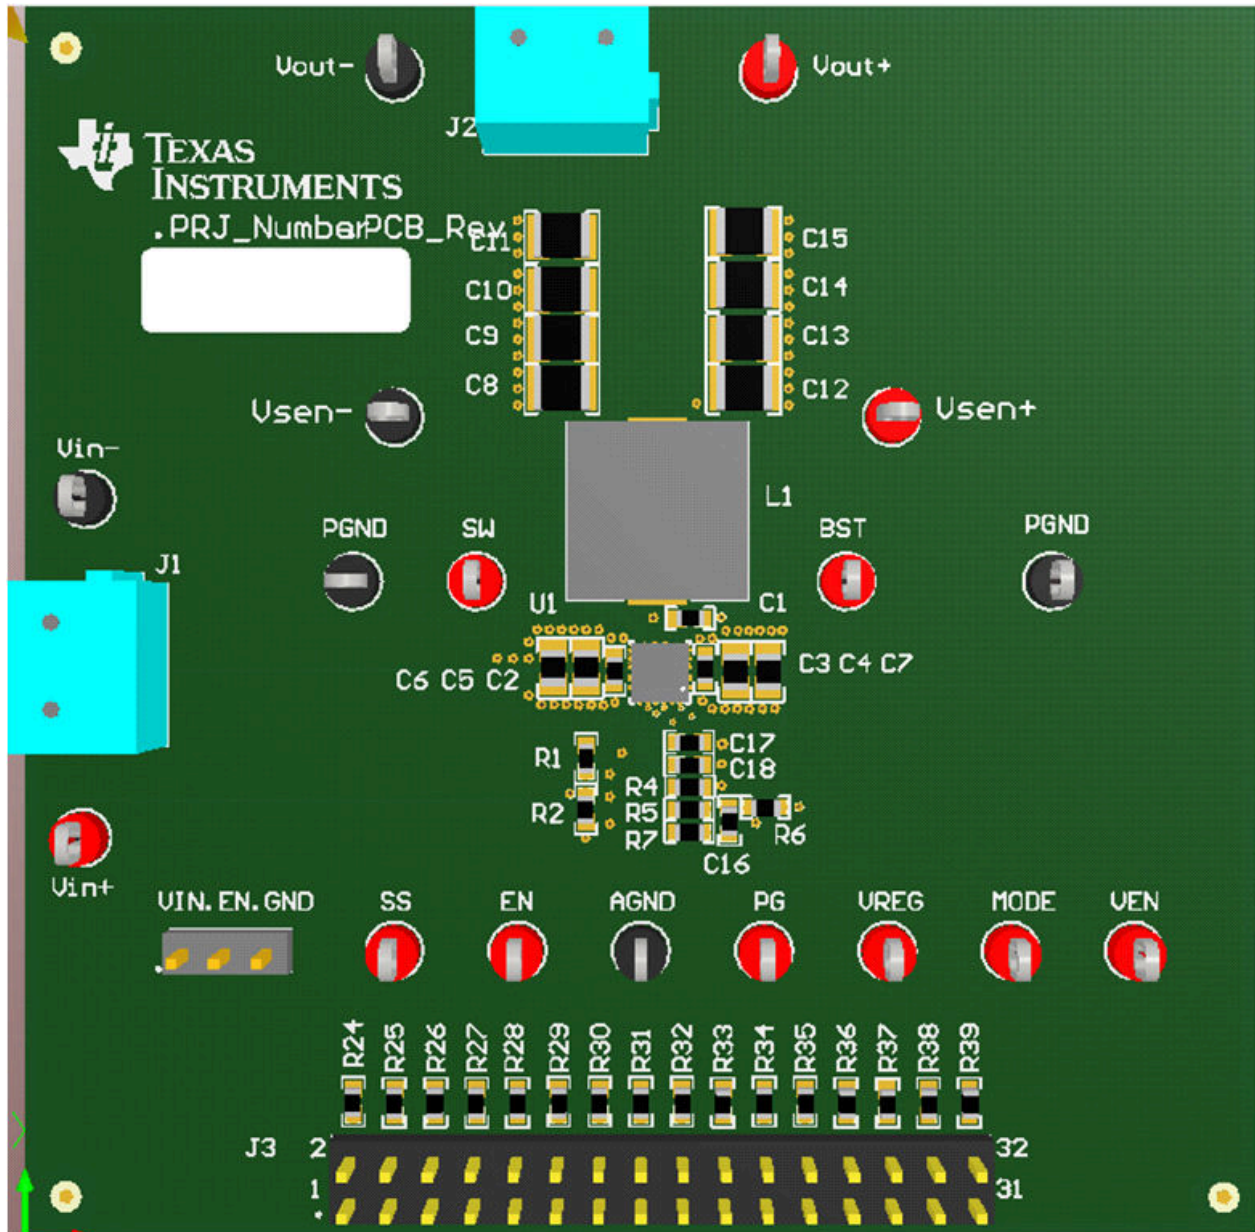 Vout-
Vout+
J2
TEXAS
INSTRUMENTS
.PRJ_NumberPCB_Rev
C11
C15
C10
C14
C9
C13
C8
C12
Vsen-
Vsen+
Vin-
L1
PGND
SW
BST
PGND
J1
U1
C1
C6 C5 C2
C3 C4 C7
R1
C17
C18
R4
R2
R5
R6
R7
C16
Vin+
VIN.EN.GND
SS
EN
AGND
PG
VREG
MODE
VEN
R24
R25
R26
R27
R28
R29
R30
R31
R32
R33
R34
R35
R36
R37
R38
R39
J3
2
32
1
31